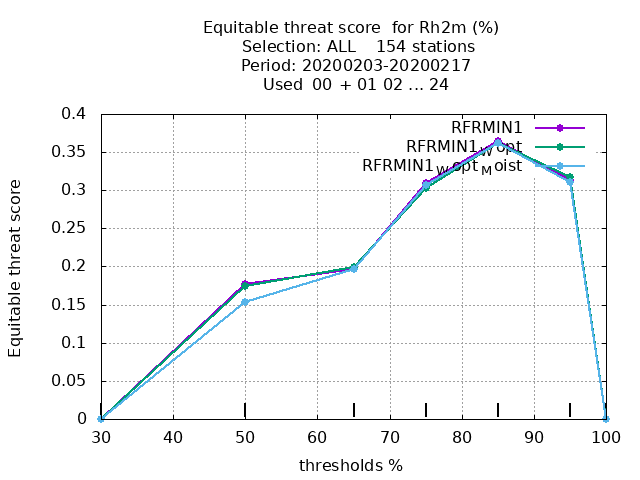 Equitable threat score for Rh2m (%)
Selection: ALL 154 stations
Period: 20200203-20200217
Used 00 + 01 02 ... 24
RFRMIN1
RFRMIN1Wopt
RFRMIN1WoptMoist
Equitable threat score
0.4
0.35
0.3
0.25
0.2
0.15
0.1
0.05
0
30 40 50 60 70 80 90 100
thresholds %